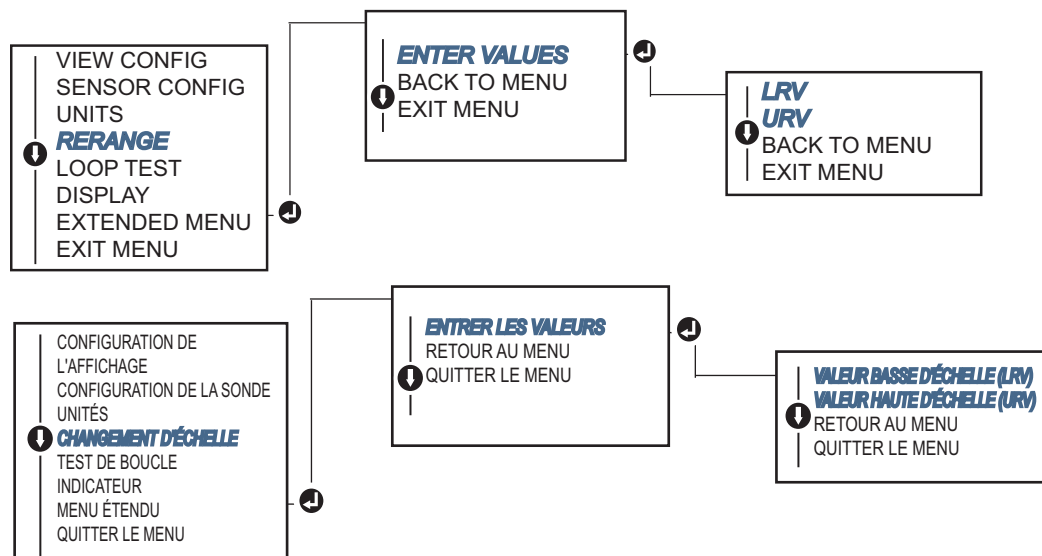 VIEW CONFIG
SENSOR CONFIG
UNITS
RERANGE
LOOP TEST
DISPLAY
EXTENDED MENU
EXIT MENU
ENTER VALUES
BACK TO MENU
EXIT MENU
LRV
URV
BACK TO MENU
EXIT MENU
CONFIGURATION DE
L'AFFICHAGE
CONFIGURATION DE LA SONDE
UNITÉS
CHANGEMENT D'ÉCHELLE
TEST DE BOUCLE
INDICATEUR
MENU ÉTENDU
QUITTER LE MENU
ENTRER LES VALEURS
RETOUR AU MENU
QUITTER LE MENU
VALEUR BASSE D'ÉCHELLE (LRV)
VALEUR HAUTE D'ÉCHELLE (URV)
RETOUR AU MENU
QUITTER LE MENU